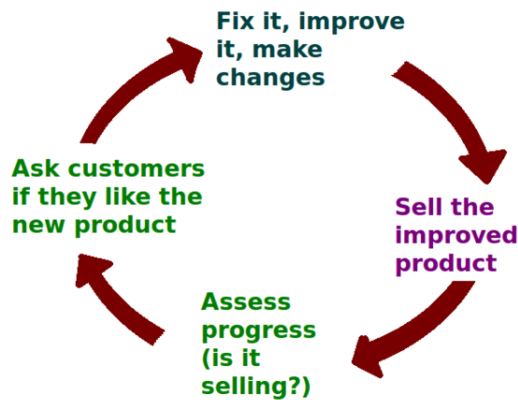 Fix it, improve
it, make
changes
Sell the
improved
product
Assess
progress
(is it
selling?)
Ask customers
if they like the
new product